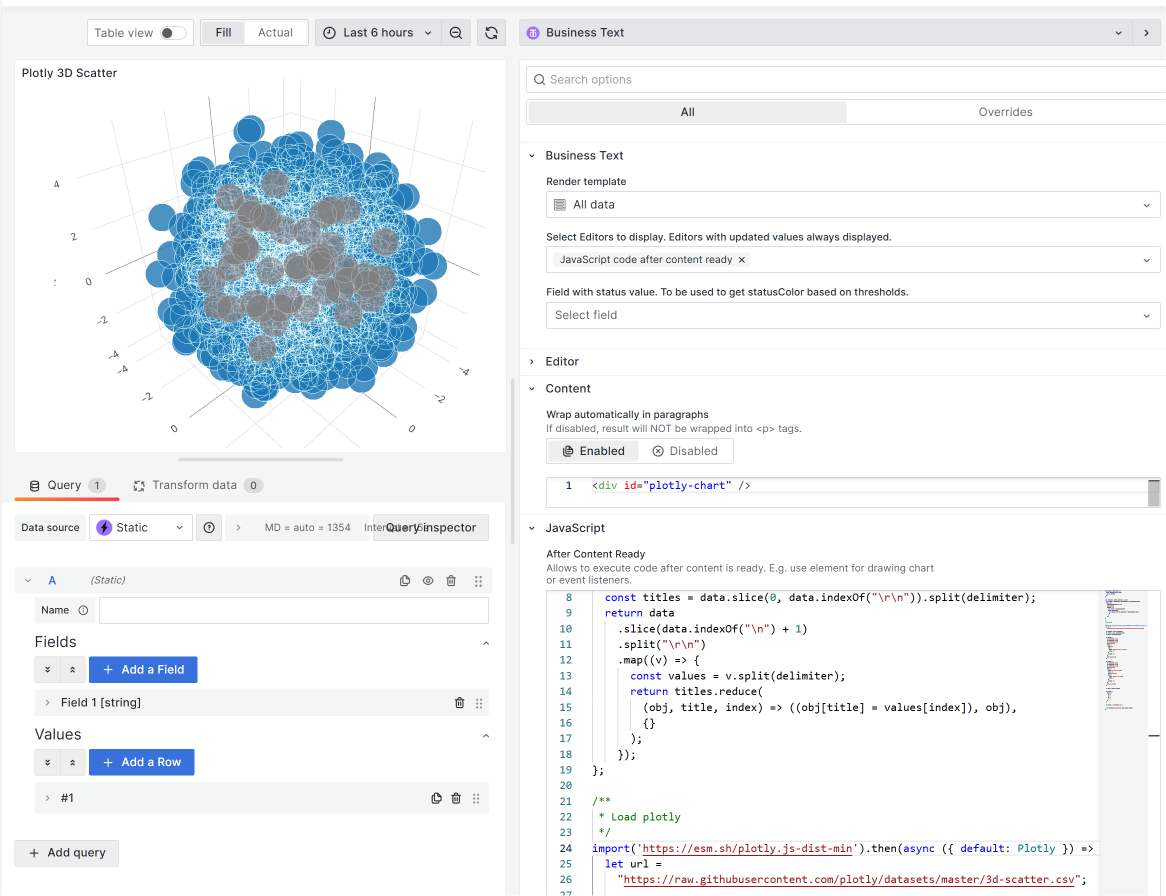 Table view
Fill
Actual
Last 6 hours
Business Text
Plotly 3D Scatter
4
2
0
−2
−4
−4
−2
0
−4
−2
0
Search options
All
Overrides
Business Text
Render template
All data
Select Editors to display. Editors with updated values always displayed.
JavaScript code after content ready
Field with status value. To be used to get statusColor based on thresholds.
Select field
Editor
Content
Wrap automatically in paragraphs
If disabled, result will NOT be wrapped into <p> tags.
Enabled
Disabled
1 <div id="plotly-chart" />
JavaScript
After Content Ready
Allows to execute code after content is ready. E.g. use element for drawing chart
or event listeners.
8 const titles = data.slice(0, data.indexOf("\r\n")).split(delimiter);
9 return data
10 .slice(data.indexOf("\n") + 1)
11 .split("\r\n")
12 .map((v) => {
13 const values = v.split(delimiter);
14 return titles.reduce(
15 (obj, title, index) => ((obj[title] = values[index]), obj),
16 {}
17 );
18 });
19 };
20
21 /**
22 * Load plotly
23 */
24 import('https://esm.sh/plotly.js-dist-min').then(async ({ default: Plotly }) =>
25 let url =
26 "https://raw.githubusercontent.com/plotly/datasets/master/3d-scatter.csv";
27
Query 1
Transform data 0
Data source
Static
MD = auto = 1354
Query inspector
A (Static)
Name
Fields
+ Add a Field
Field 1 [string]
Values
+ Add a Row
#1
+ Add query